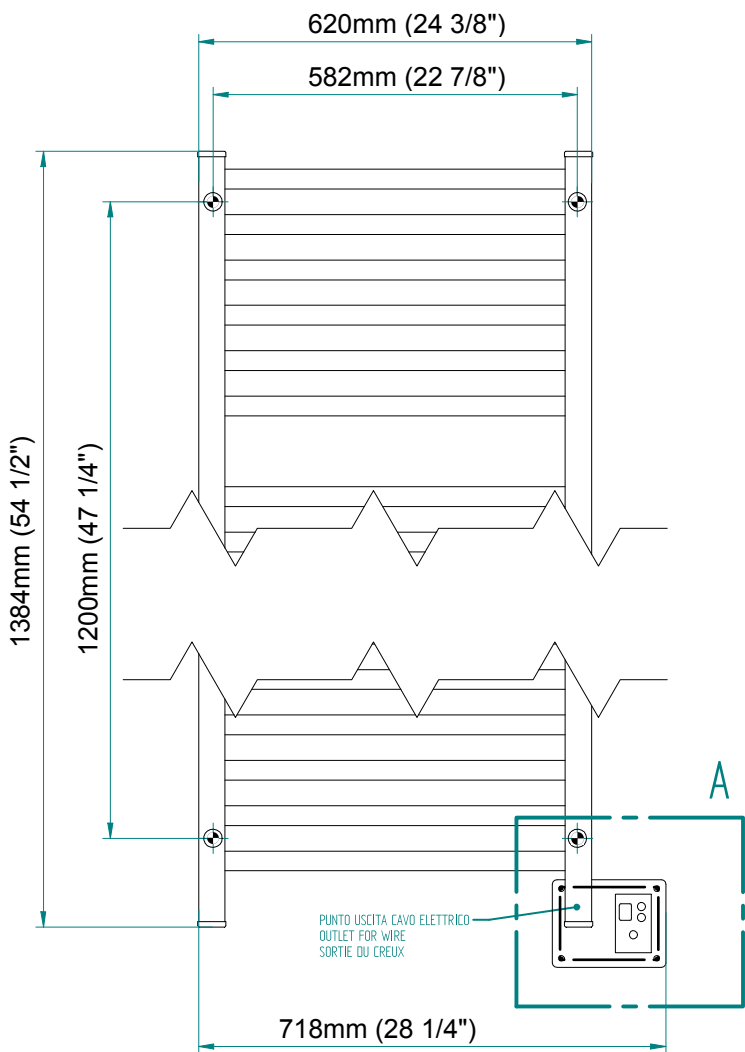 620mm (24 3/8")
582mm (22 7/8")
1384mm (54 1/2")
1200mm (47 1/4")
A
PUNTO USCITA CAVO ELETTRICO
OUTLET FOR WIRE
SORTIE DU CREUX
718mm (28 1/4")